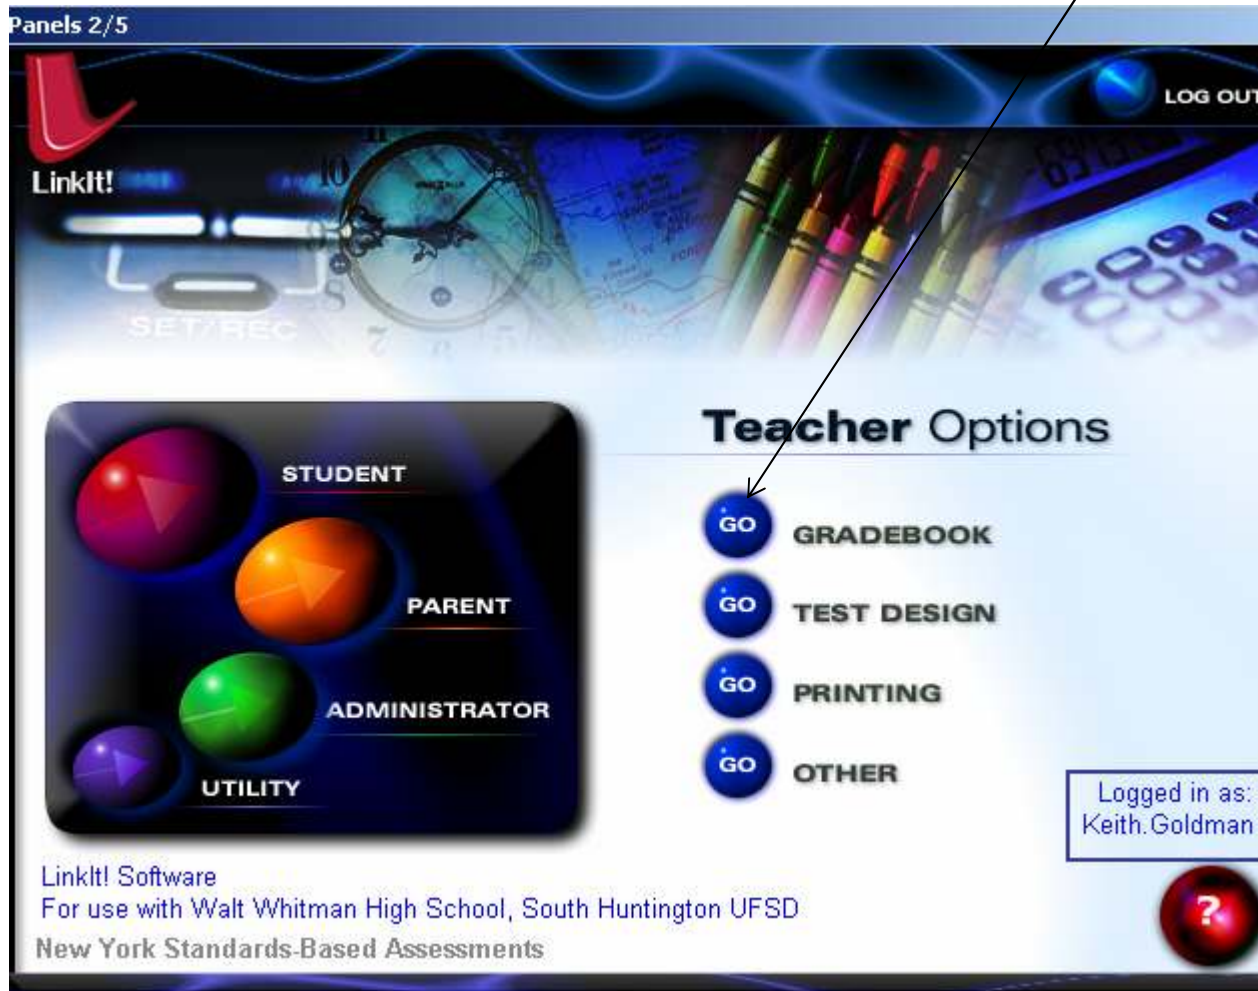 Panels 2/5
LOG OUT
LinkIt!
SET/REC
STUDENT
PARENT
ADMINISTRATOR
UTILITY
Teacher Options
GO GRADEBOOK
GO TEST DESIGN
GO PRINTING
GO OTHER
Logged in as:
Keith.Goldman
?
LinkIt! Software
For use with Walt Whitman High School, South Huntington UFSD
New York Standards-Based Assessments